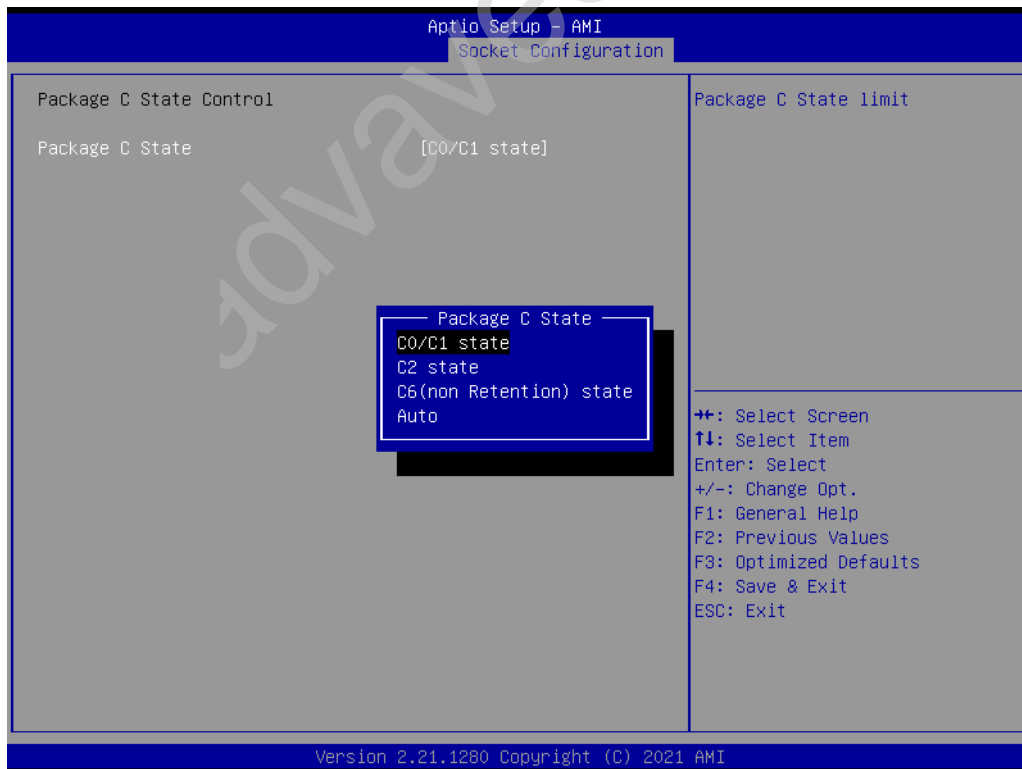 Aptio Setup – AMI
Socket Configuration
Package C State Control
Package C State [C0/C1 state]
Package C State limit
Package C State
C0/C1 state
C2 state
C6(non Retention) state
Auto
→←: Select Screen
↑↓: Select Item
Enter: Select
+/-: Change Opt.
F1: General Help
F2: Previous Values
F3: Optimized Defaults
F4: Save & Exit
ESC: Exit
Version 2.21.1280 Copyright (C) 2021 AMI